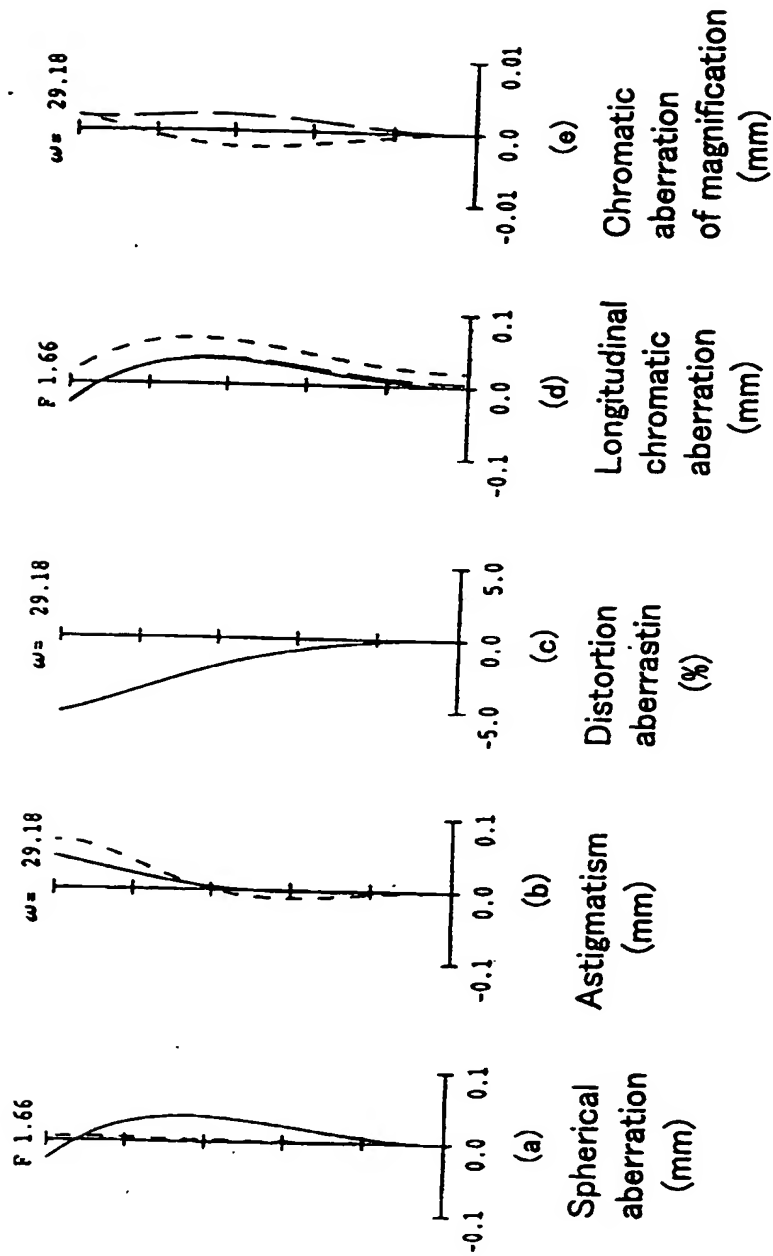 F 1.66
-0.1 0.0 0.1
(a)
Spherical
aberration
(mm)
ω= 29.18
-0.1 0.0 0.1
(b)
Astigmatism
(mm)
ω= 29.18
-5.0 0.0 5.0
(c)
Distortion
aberrastin
(%)
F 1.66
-0.1 0.0 0.1
(d)
Longitudinal
chromatic
aberration
(mm)
ω= 29.18
-0.01 0.0 0.01
(e)
Chromatic
aberration
of magnification
(mm)